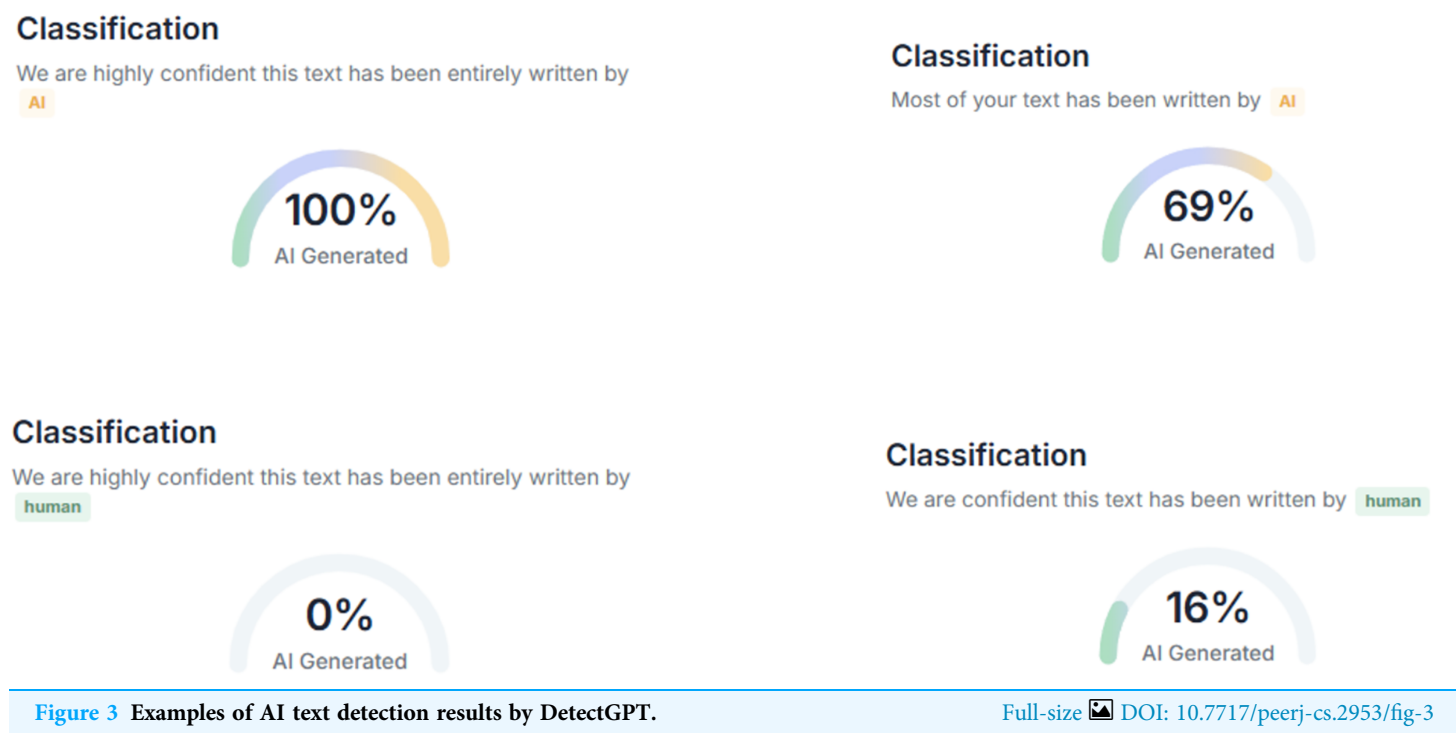 Classification
We are highly confident this text has been entirely written by
AI
100%
AI Generated
Classification
Most of your text has been written by AI
69%
AI Generated
Classification
We are highly confident this text has been entirely written by
human
0%
AI Generated
Classification
We are confident this text has been written by human
16%
AI Generated
Figure 3 Examples of AI text detection results by DetectGPT.
Full-size DOI: 10.7717/peerj-cs.2953/fig-3